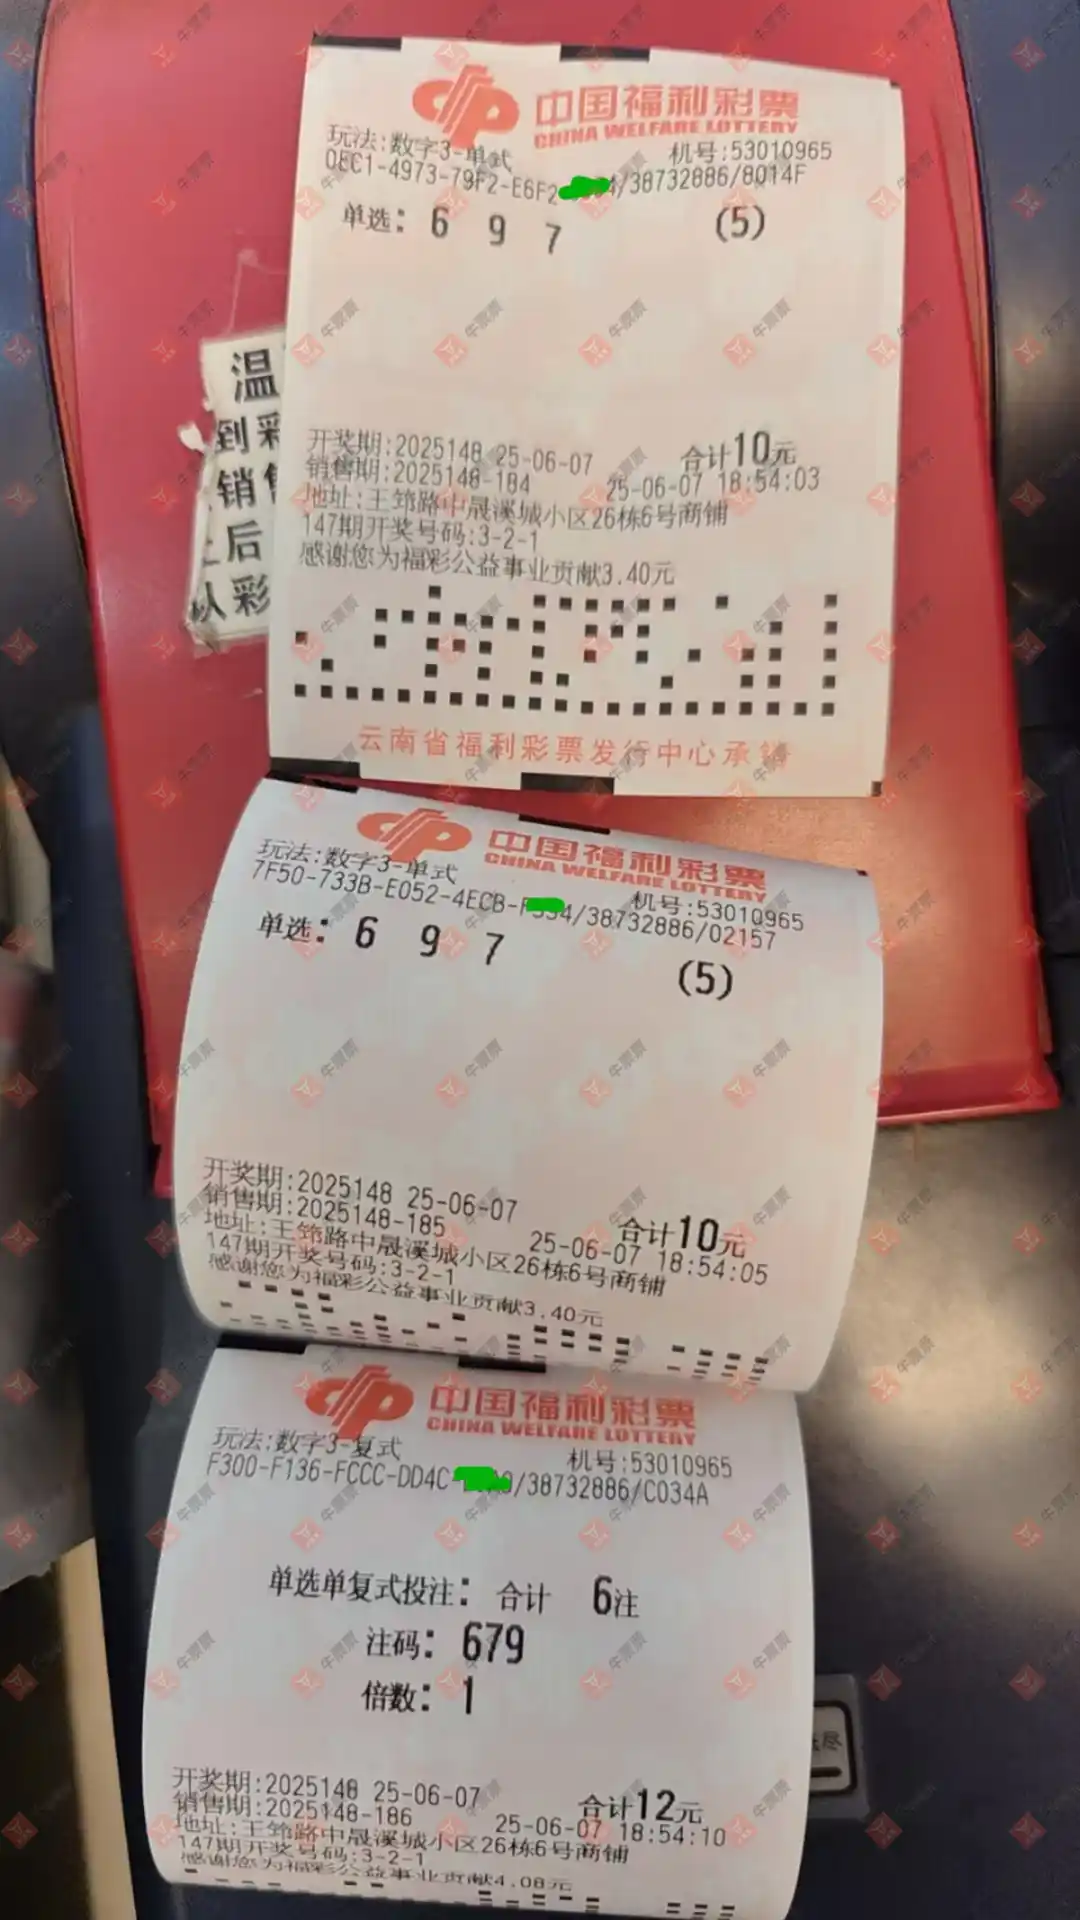 中国福利彩票
CHINA WELFARE LOTTERY
玩法:数字3-单式 机号:53010965
0EC1-4973-79F2-E6F2 4/38732886/8014F
单选: 6 9 7 (5)
开奖期:2025148 25-06-07 合计10元
销售期:2025148-184 25-06-07 18:54:03
地址:王筇路中晟溪城小区26栋6号商铺
147期开奖号码:3-2-1
感谢您为福彩公益事业贡献3.40元
云南省福利彩票发行中心承销
温
到彩
销售
后
从彩
中国福利彩票
CHINA WELFARE LOTTERY
玩法:数字3-单式 机号:53010965
7F50-733B-E052-4ECB-F 34/38732886/02157
单选: 6 9 7 (5)
开奖期:2025148 25-06-07 合计10元
销售期:2025148-185 25-06-07 18:54:05
地址:王筇路中晟溪城小区26栋6号商铺
147期开奖号码:3-2-1
感谢您为福彩公益事业贡献3.40元
中国福利彩票
CHINA WELFARE LOTTERY
玩法:数字3-复式 机号:53010965
F300-F136-FCCC-DD4C- /38732886/C034A
单选单复式投注: 合计 6注
注码: 679
倍数: 1
开奖期:2025148 25-06-07 合计12元
销售期:2025148-186 25-06-07 18:54:10
地址:王筇路中晟溪城小区26栋6号商铺
147期开奖号码:3-2-1
感谢您为福彩公益事业贡献4.08元
牛票票